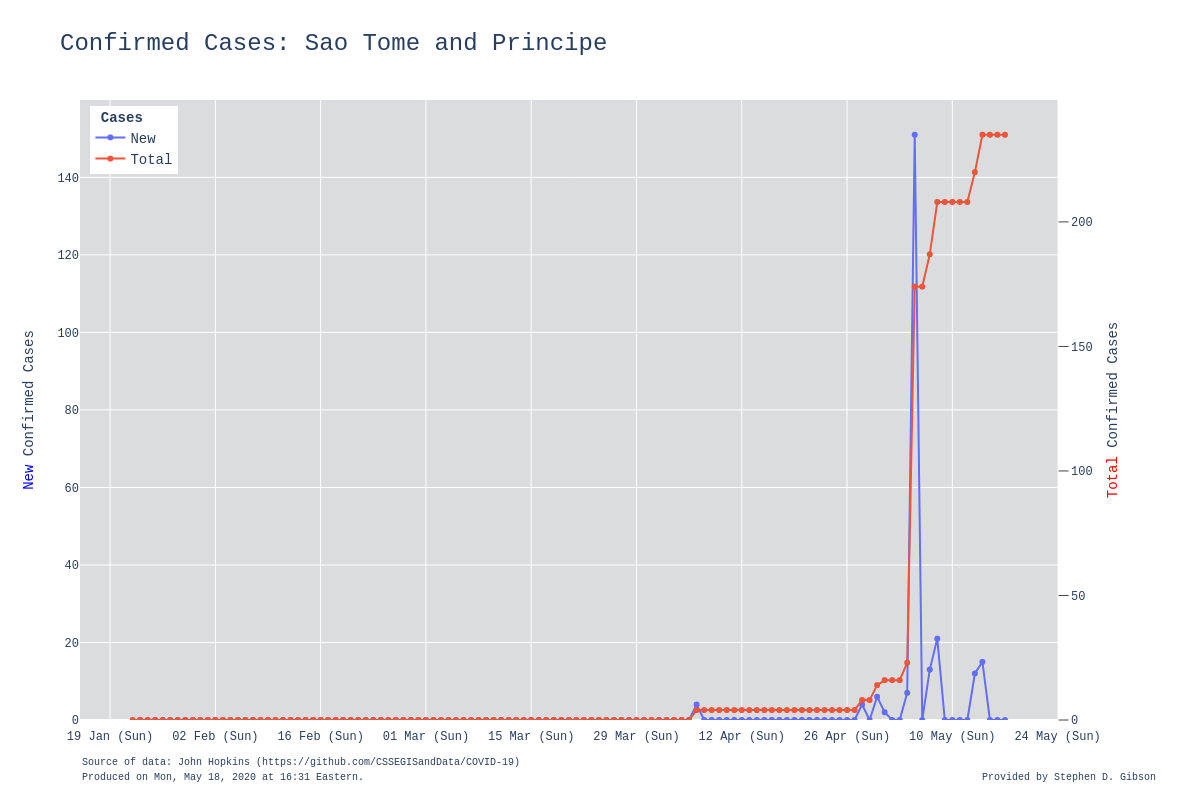 Confirmed Cases: Sao Tome and Principe
Cases
New
Total
140
120
100
80
60
40
20
0
200
150
100
50
0
New Confirmed Cases
Total Confirmed Cases
19 Jan (Sun) 02 Feb (Sun) 16 Feb (Sun) 01 Mar (Sun) 15 Mar (Sun) 29 Mar (Sun) 12 Apr (Sun) 26 Apr (Sun) 10 May (Sun) 24 May (Sun)
Source of data: John Hopkins (https://github.com/CSSEGISandData/COVID-19)
Produced on Mon, May 18, 2020 at 16:31 Eastern.
Provided by Stephen D. Gibson